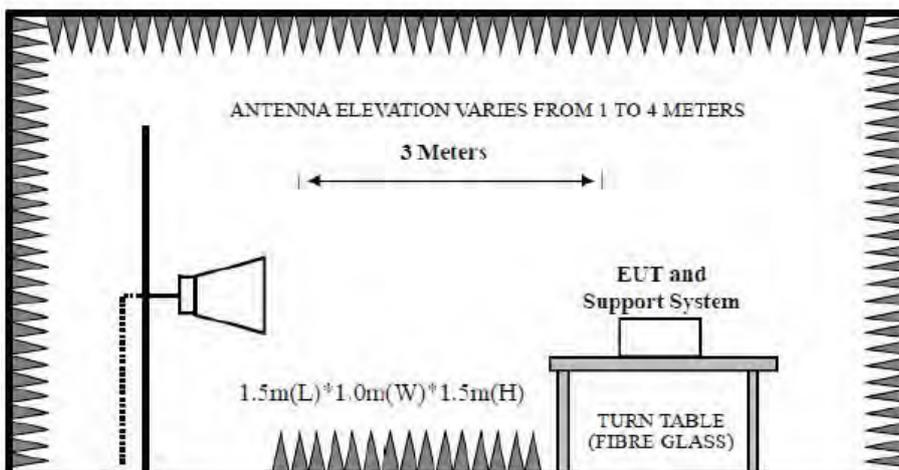 ANTENNA ELEVATION VARIES FROM 1 TO 4 METERS
3 Meters
EUT and
Support System
1.5m(L)*1.0m(W)*1.5m(H)
TURN TABLE
(FIBRE GLASS)